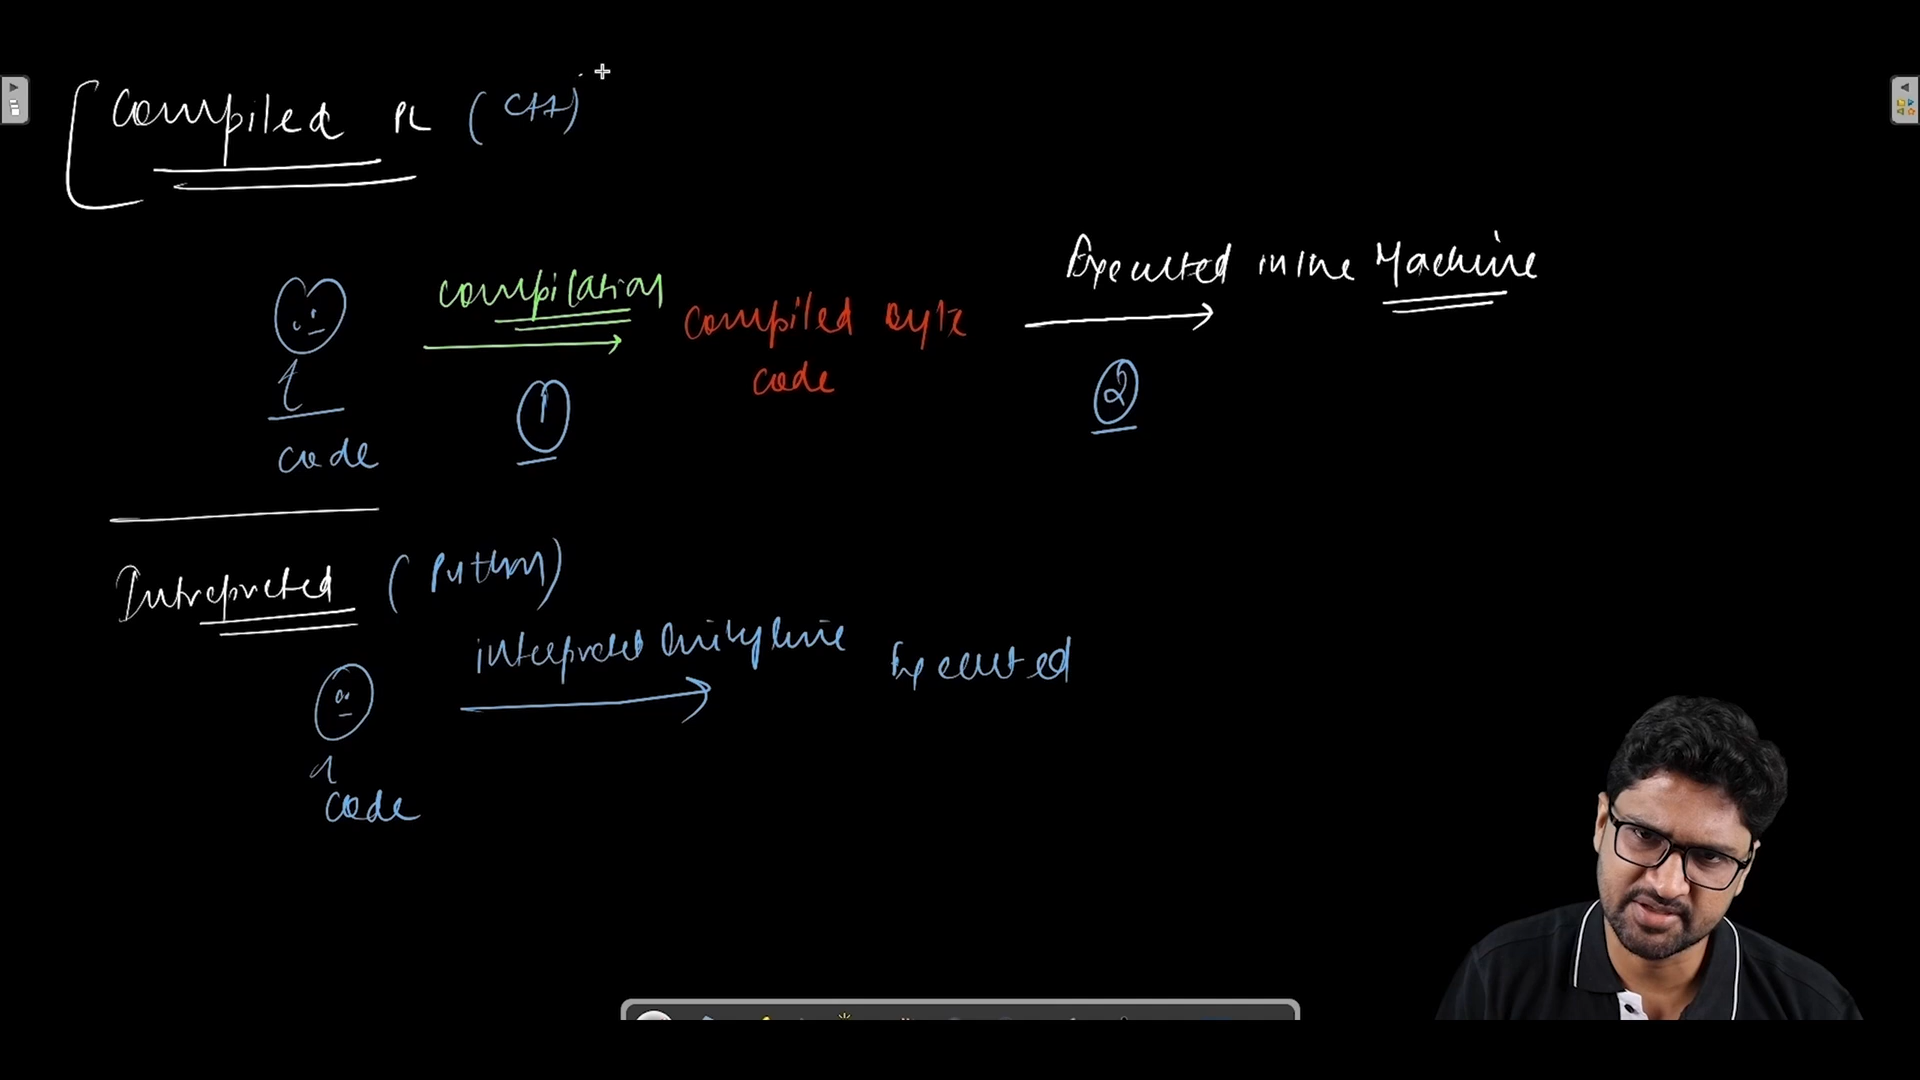 Compiled PL (C++)
compilation
Executed in the Machine
Compiled Byte
code
1
2
code
Intrepreted (Python)
interpreted line by line
Executed
code